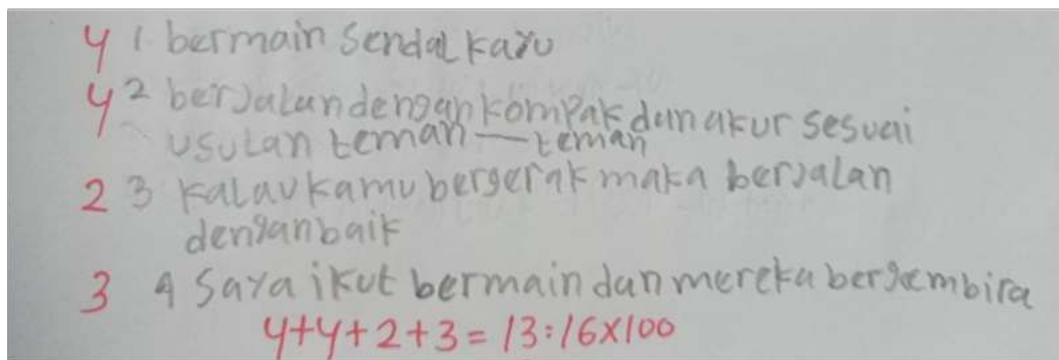 4 1. bermain sendal kayu
4 2 berjalan dengan kompak dan akur sesuai
usulan teman — teman
2 3 kalau kamu bergerak maka berjalan
dengan baik
3 4 Saya ikut bermain dan mereka bergembira
4+4+2+3 = 13:16x100